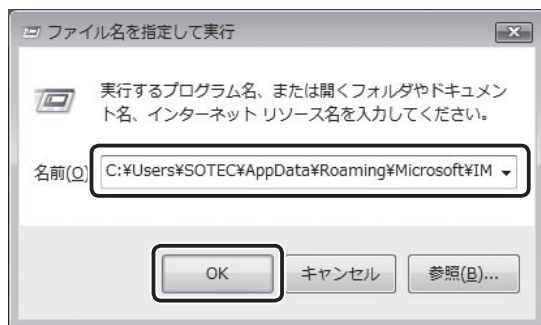 ファイル名を指定して実行
実行するプログラム名、または開くフォルダやドキュメン
ト名、インターネット リソース名を入力してください。
名前(O)
C:¥Users¥SOTEC¥AppData¥Roaming¥Microsoft¥IM
OK キャンセル 参照(B)...